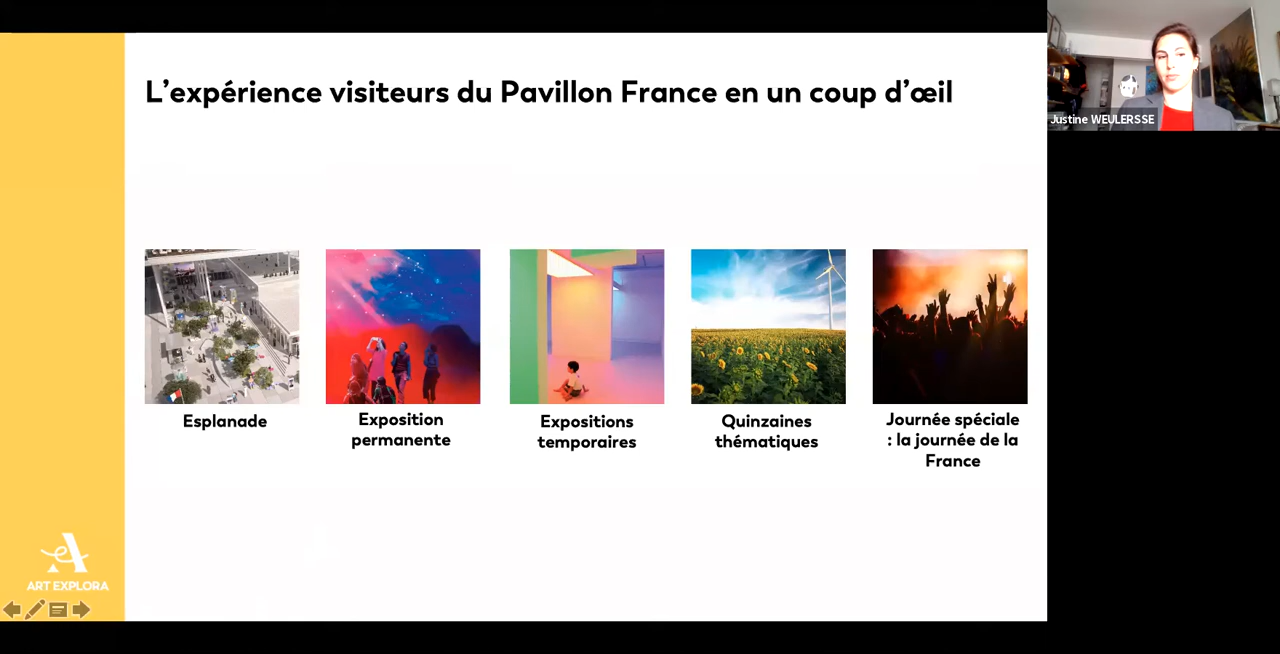 L'expérience visiteurs du Pavillon France en un coup d'œil
Justine WEULERSSE
Esplanade
Exposition
permanente
Expositions
temporaires
Quinzaines
thématiques
Journée spéciale
: la journée de la
France
ART EXPLORA